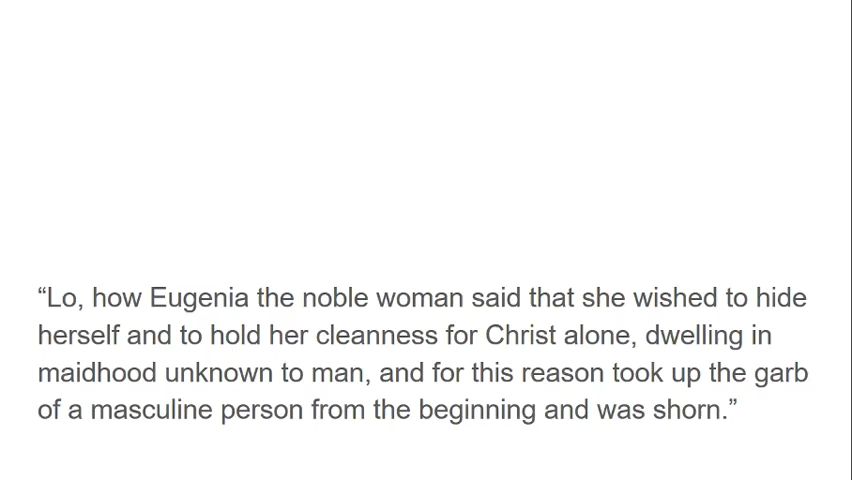 “Lo, how Eugenia the noble woman said that she wished to hide
herself and to hold her cleanness for Christ alone, dwelling in
maidhood unknown to man, and for this reason took up the garb
of a masculine person from the beginning and was shorn.”